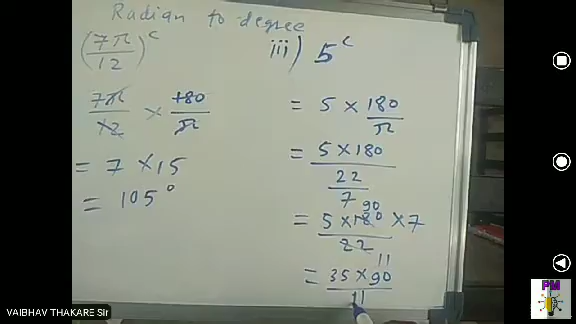 Radian to degree
(7π/12)^c
7π/12 × 180/π
= 7 × 15
= 105°
iii) 5^c
= 5 × 180/π
= 5 × 180 / 22/7
= 5 × 180 × 7 / 22
90
11
= 35 × 90 / 11
VAIBHAV THAKARE Sir
PM